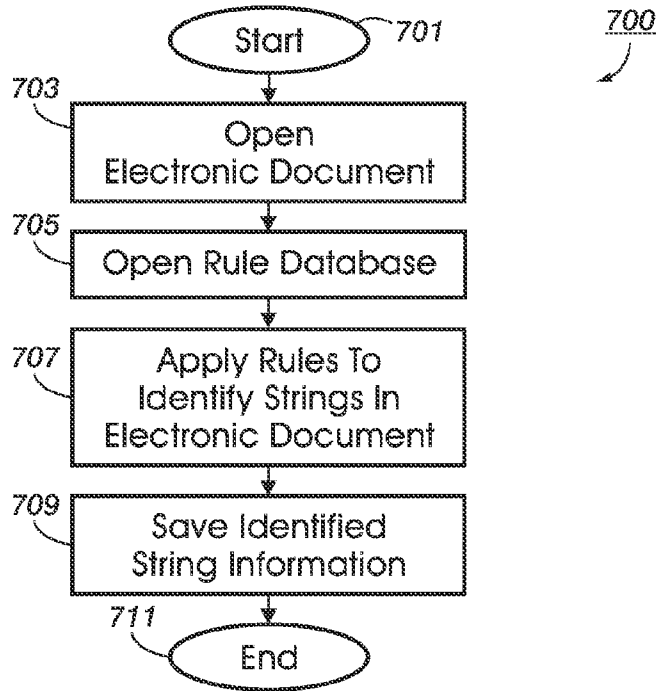 Start
701
700
703
Open
Electronic Document
705
Open Rule Database
707
Apply Rules To
Identify Strings In
Electronic Document
709
Save Identified
String Information
711
End